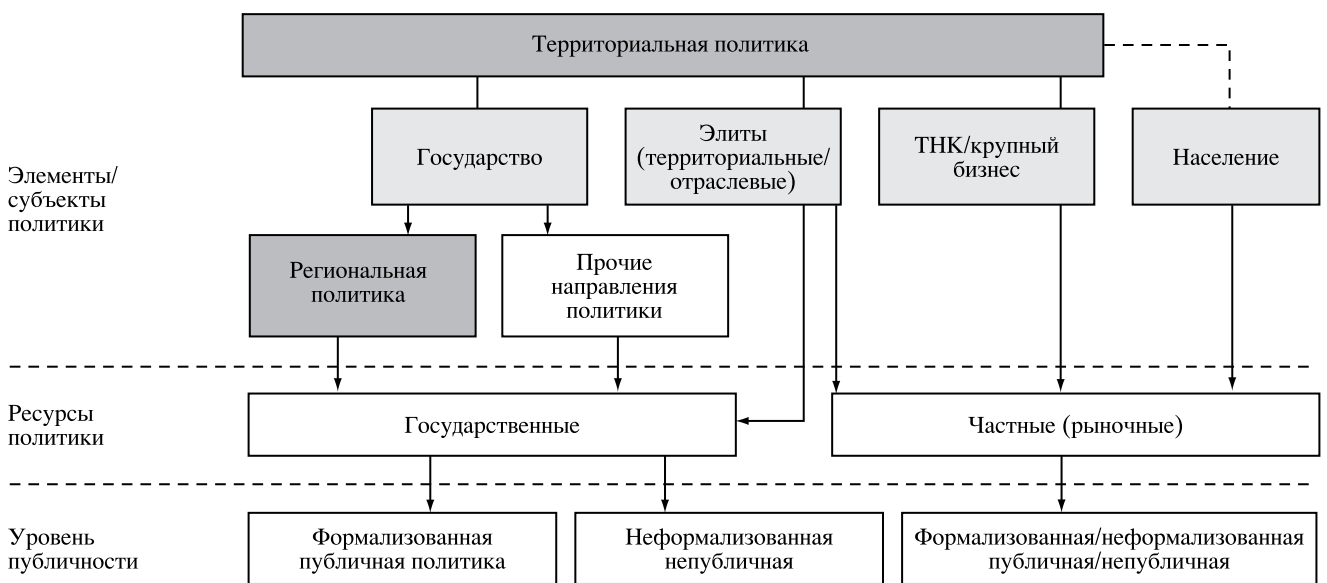 Территориальная политика
Элементы/
субъекты
политики
Государство
Элиты
(территориальные/
отраслевые)
ТНК/крупный
бизнес
Население
Региональная
политика
Прочие
направления
политики
Ресурсы
политики
Государственные
Частные (рыночные)
Уровень
публичности
Формализованная
публичная политика
Неформализованная
непубличная
Формализованная/неформализованная
публичная/непубличная